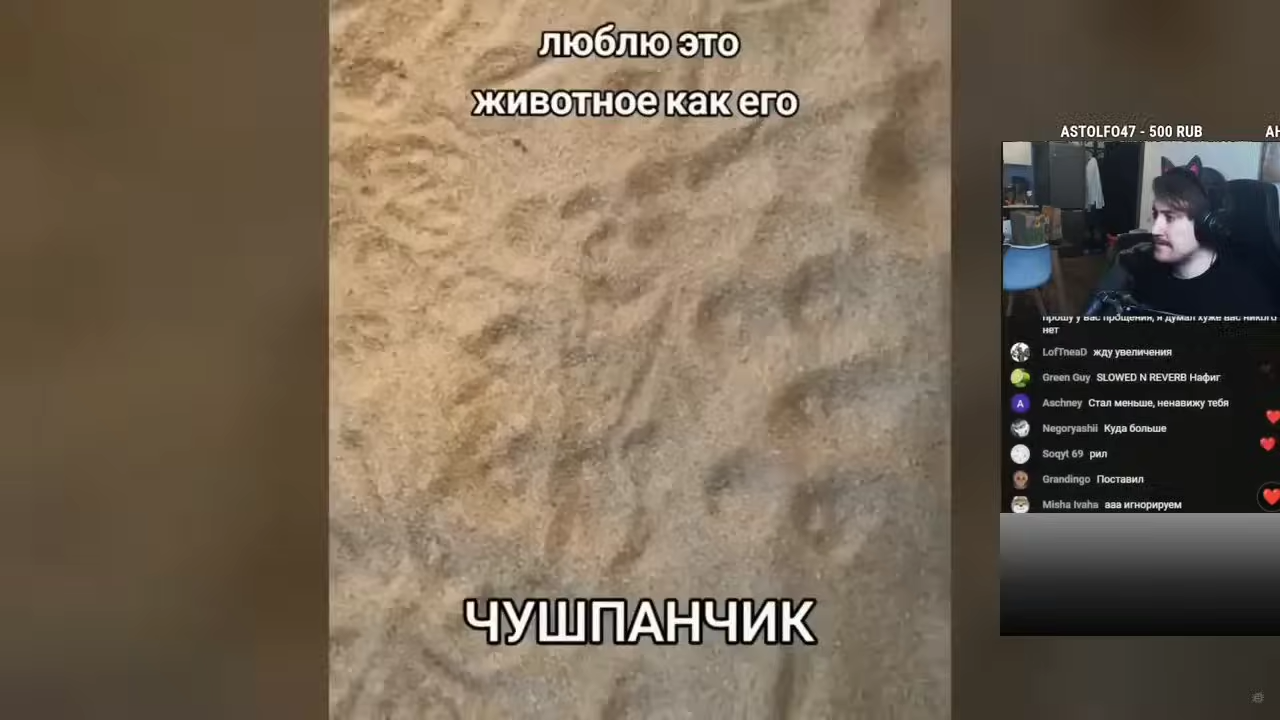 люблю это
животное как его
ЧУШПАНЧИК
ASTOLFO47 - 500 RUB
прошу у вас прощения, я думал хуже вас никого
нет
LofTneaD жду увеличения
Green Guy SLOWED N REVERB Нафиг
A
Aschney Стал меньше, ненавижу тебя
Negoryashii Куда больше
Soqyt 69 рил
Grandingo Поставил
Misha Ivaha ааа игнорируем